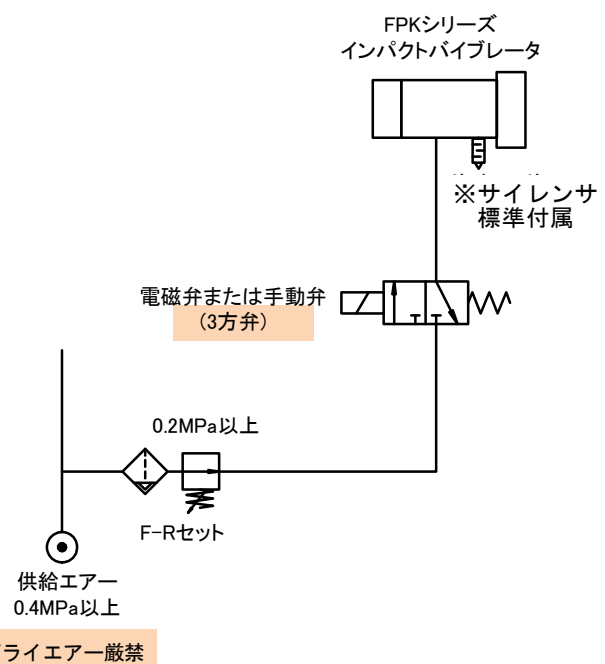 FPKシリーズ
インパクトバイブレータ
※サイレンサ
標準付属
電磁弁または手動弁
(3方弁)
0.2MPa以上
F-Rセット
供給エアー
0.4MPa以上
ライエアー厳禁